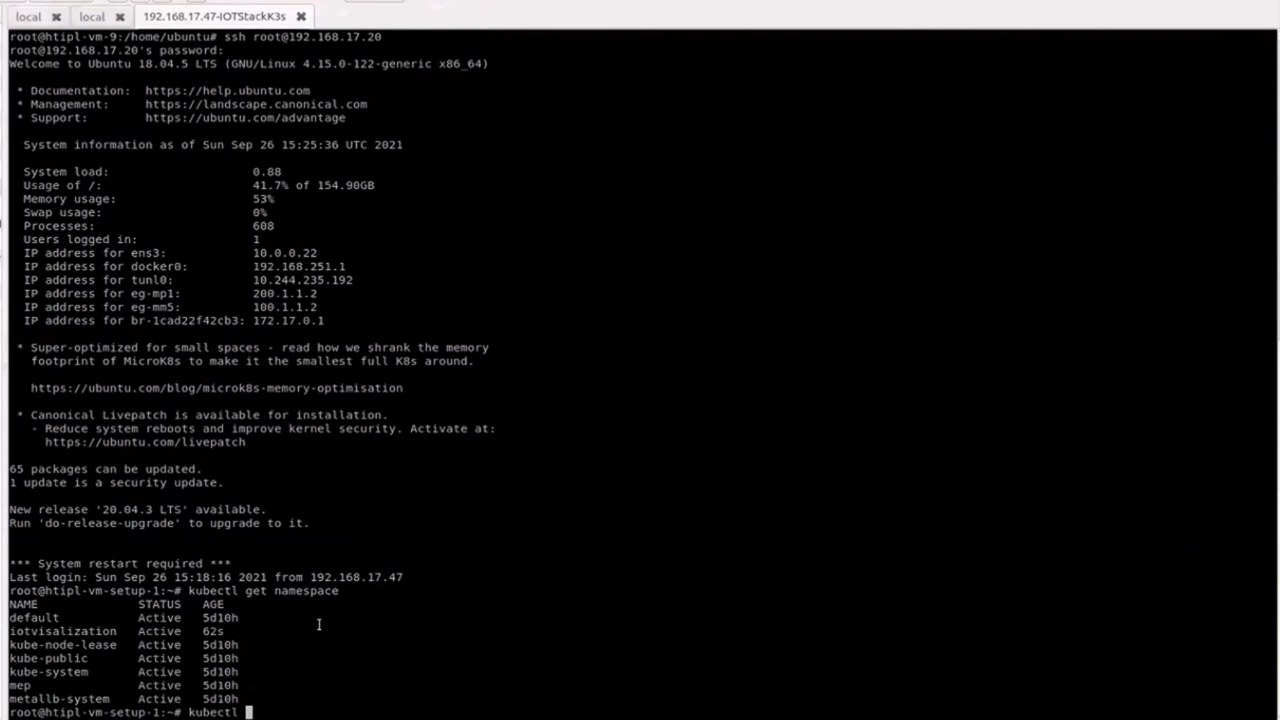 local ✖ local ✖ 192.168.17.47-IOTStackK3s ✖
root@htipl-vm-9:/home/ubuntu# ssh root@192.168.17.20
root@192.168.17.20's password:
Welcome to Ubuntu 18.04.5 LTS (GNU/Linux 4.15.0-122-generic x86_64)
* Documentation: https://help.ubuntu.com
* Management: https://landscape.canonical.com
* Support: https://ubuntu.com/advantage
System information as of Sun Sep 26 15:25:36 UTC 2021
System load: 0.88
Usage of /: 41.7% of 154.90GB
Memory usage: 53%
Swap usage: 0%
Processes: 608
Users logged in: 1
IP address for ens3: 10.0.0.22
IP address for docker0: 192.168.251.1
IP address for tunl0: 10.244.235.192
IP address for eg-mp1: 200.1.1.2
IP address for eg-mm5: 100.1.1.2
IP address for br-1cad22f42cb3: 172.17.0.1
* Super-optimized for small spaces - read how we shrank the memory
footprint of MicroK8s to make it the smallest full K8s around.
https://ubuntu.com/blog/microk8s-memory-optimisation
* Canonical Livepatch is available for installation.
- Reduce system reboots and improve kernel security. Activate at:
https://ubuntu.com/livepatch
65 packages can be updated.
1 update is a security update.
New release '20.04.3 LTS' available.
Run 'do-release-upgrade' to upgrade to it.
*** System restart required ***
Last login: Sun Sep 26 15:18:16 2021 from 192.168.17.47
root@htipl-vm-setup-1:~# kubectl get namespace
NAME STATUS AGE
default Active 5d10h
iotvisalization Active 62s
kube-node-lease Active 5d10h
kube-public Active 5d10h
kube-system Active 5d10h
mep Active 5d10h
metallb-system Active 5d10h
root@htipl-vm-setup-1:~# kubectl